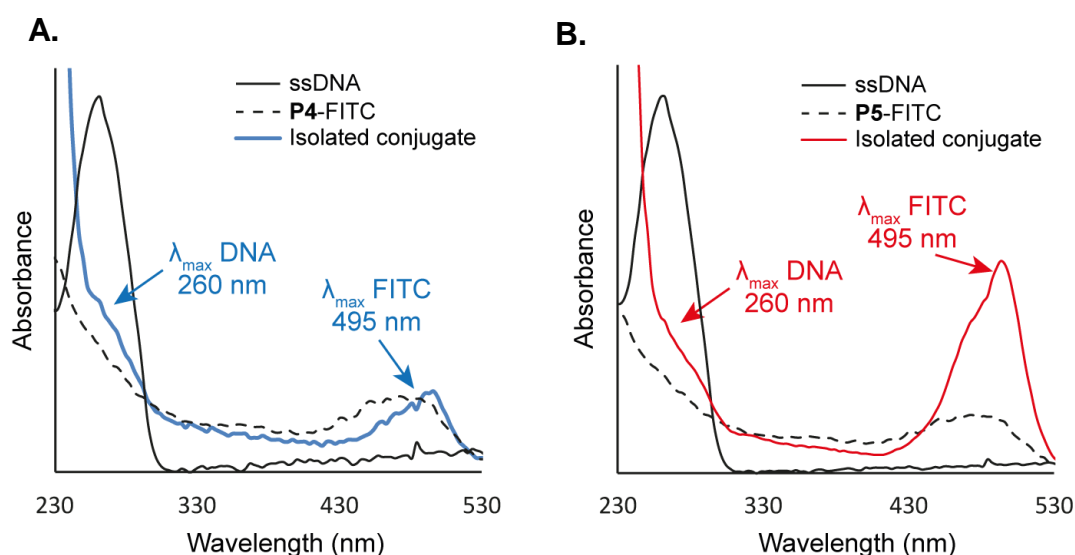 A.
ssDNA
P4-FITC
Isolated conjugate
λmax DNA
260 nm
λmax FITC
495 nm
Absorbance
230
330
430
530
Wavelength (nm)
B.
ssDNA
P5-FITC
Isolated conjugate
λmax FITC
495 nm
λmax DNA
260 nm
Absorbance
230
330
430
530
Wavelength (nm)